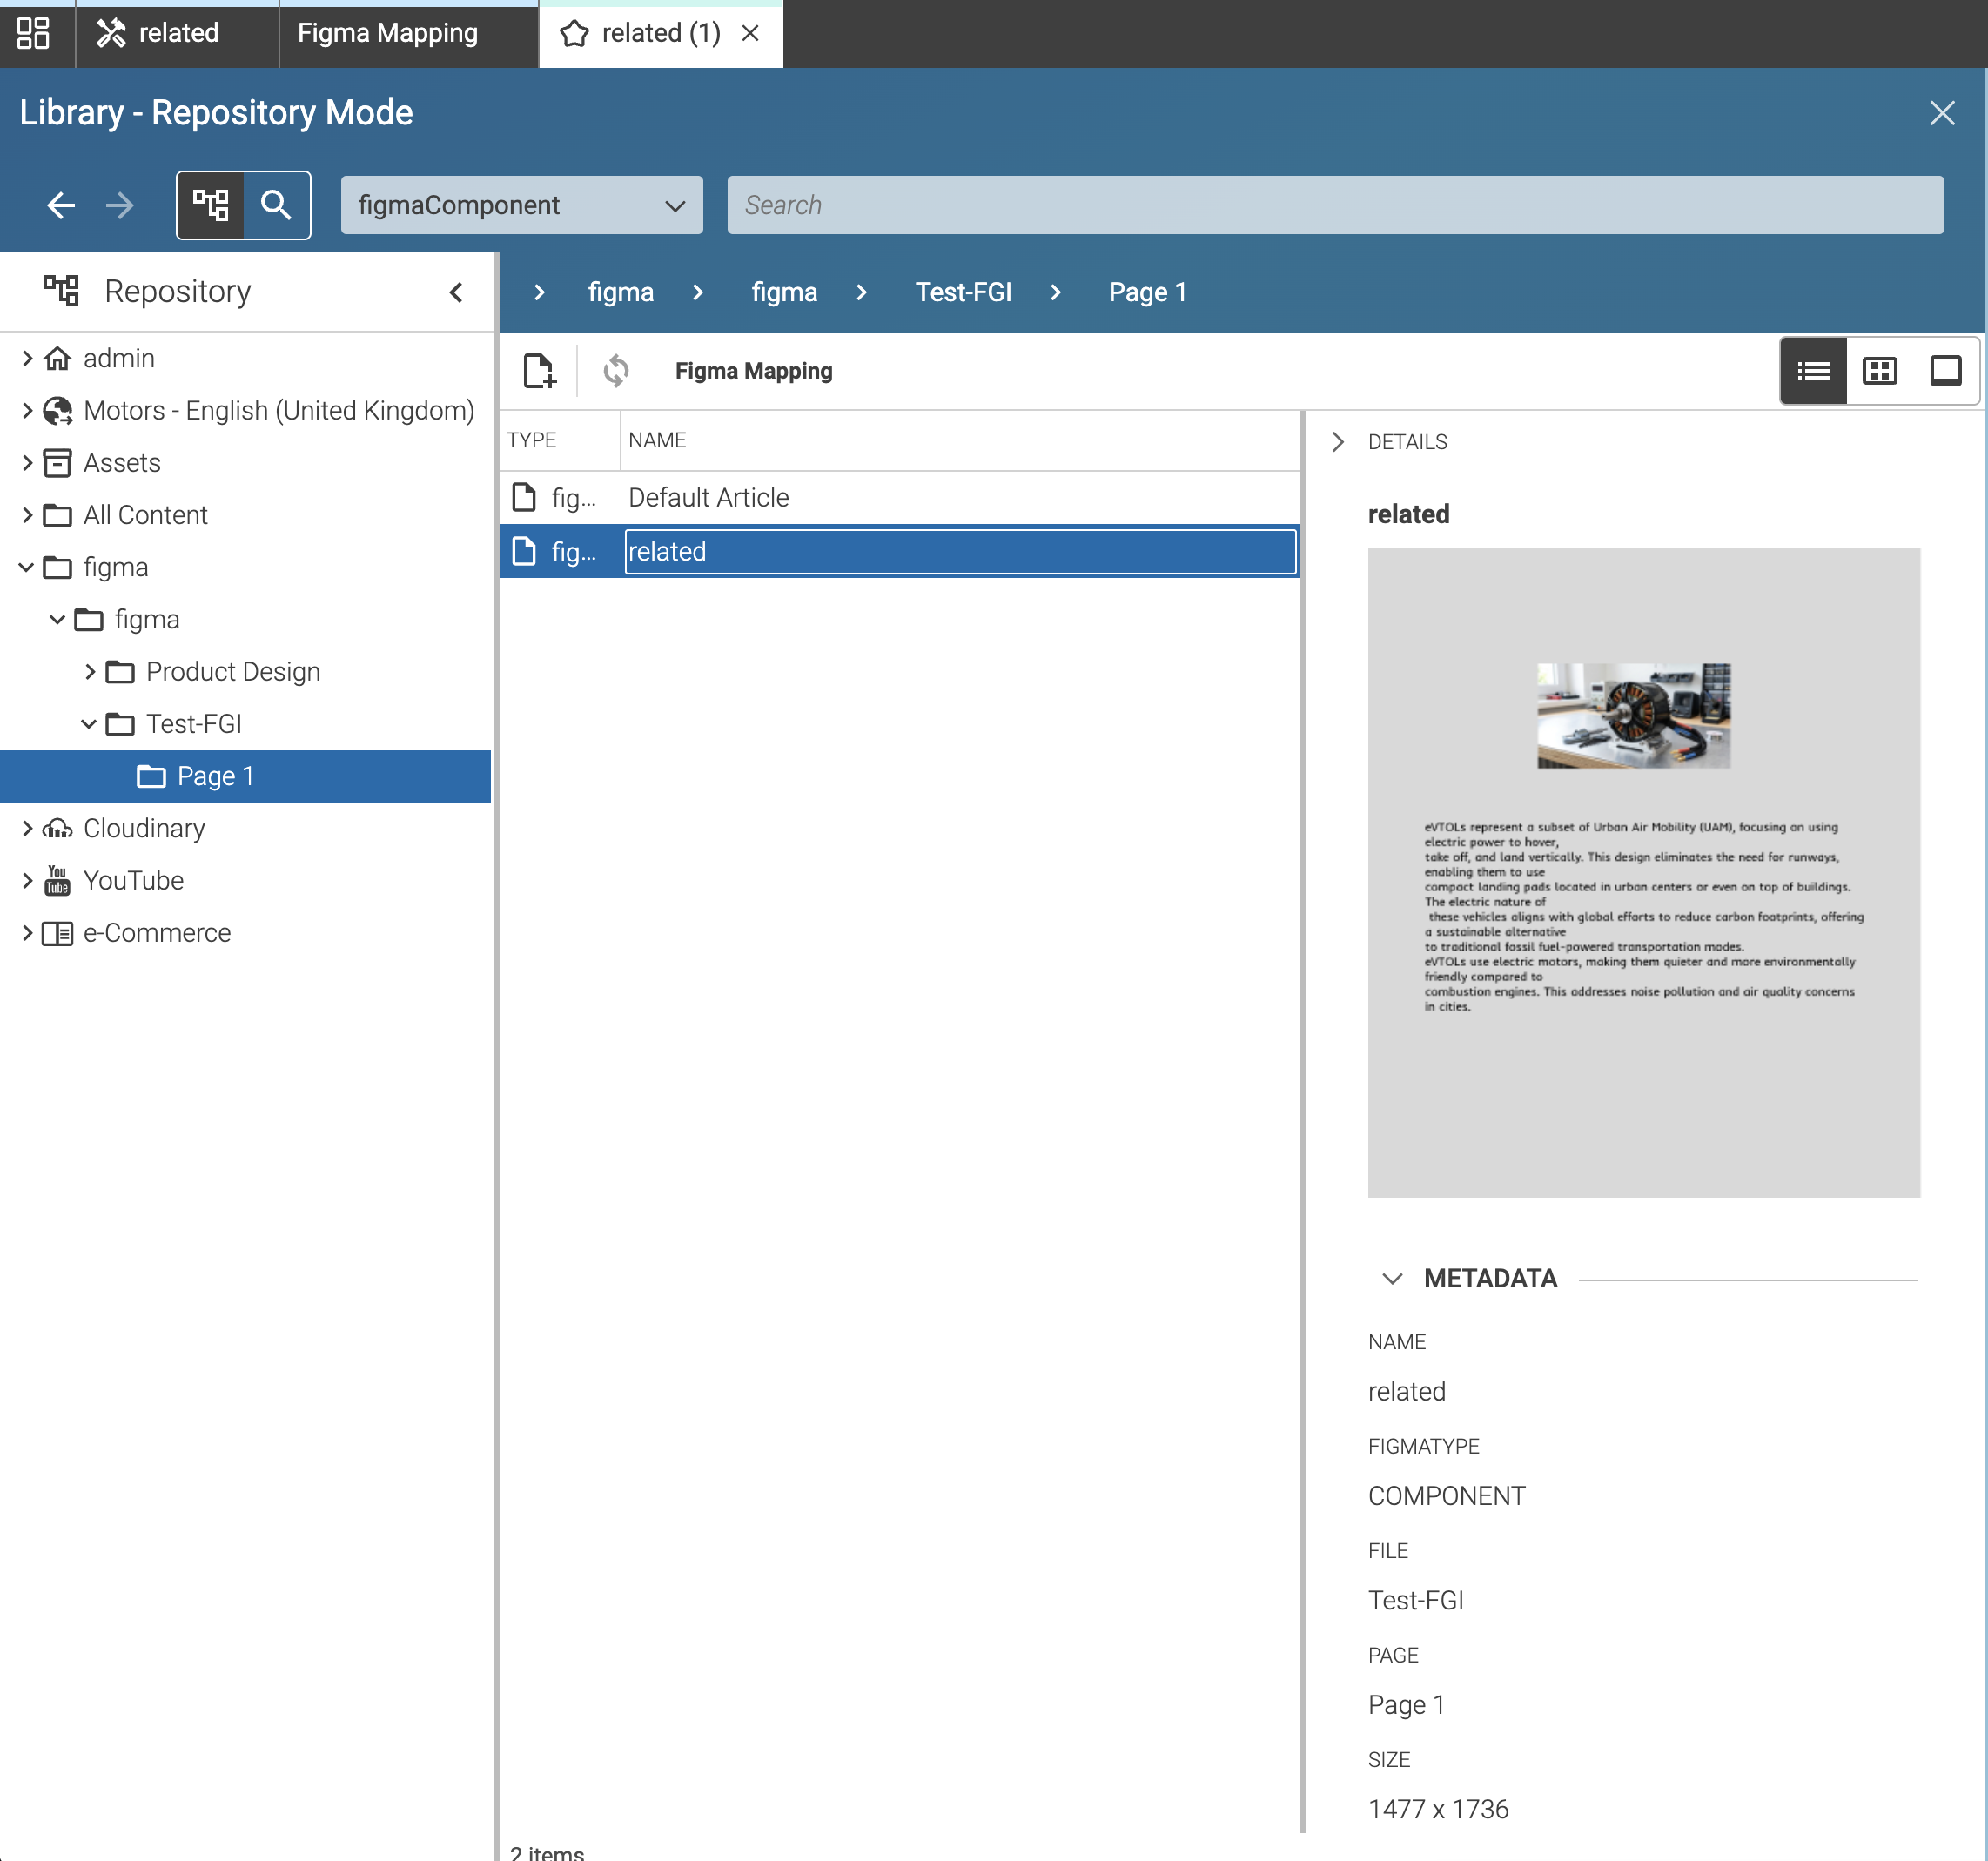 related
Figma Mapping
related (1)
Library - Repository Mode
figmaComponent
Search
Repository
figma
figma
Test-FGI
Page 1
admin
Motors - English (United Kingdom)
Assets
All Content
figma
figma
Product Design
Test-FGI
Page 1
Cloudinary
You
Tube
YouTube
e-Commerce
Figma Mapping
TYPE
NAME
fig...
Default Article
fig...
related
2 items
DETAILS
related
eVTOLs represent a subset of Urban Air Mobility (UAM), focusing on using
electric power to hover,
take off, and land vertically. This design eliminates the need for runways,
enabling them to use
compact landing pads located in urban centers or even on top of buildings.
The electric nature of
these vehicles aligns with global efforts to reduce carbon footprints, offering
a sustainable alternative
to traditional fossil fuel-powered transportation modes.
eVTOLs use electric motors, making them quieter and more environmentally
friendly compared to
combustion engines. This addresses noise pollution and air quality concerns
in cities.
METADATA
NAME
related
FIGMATYPE
COMPONENT
FILE
Test-FGI
PAGE
Page 1
SIZE
1477 x 1736